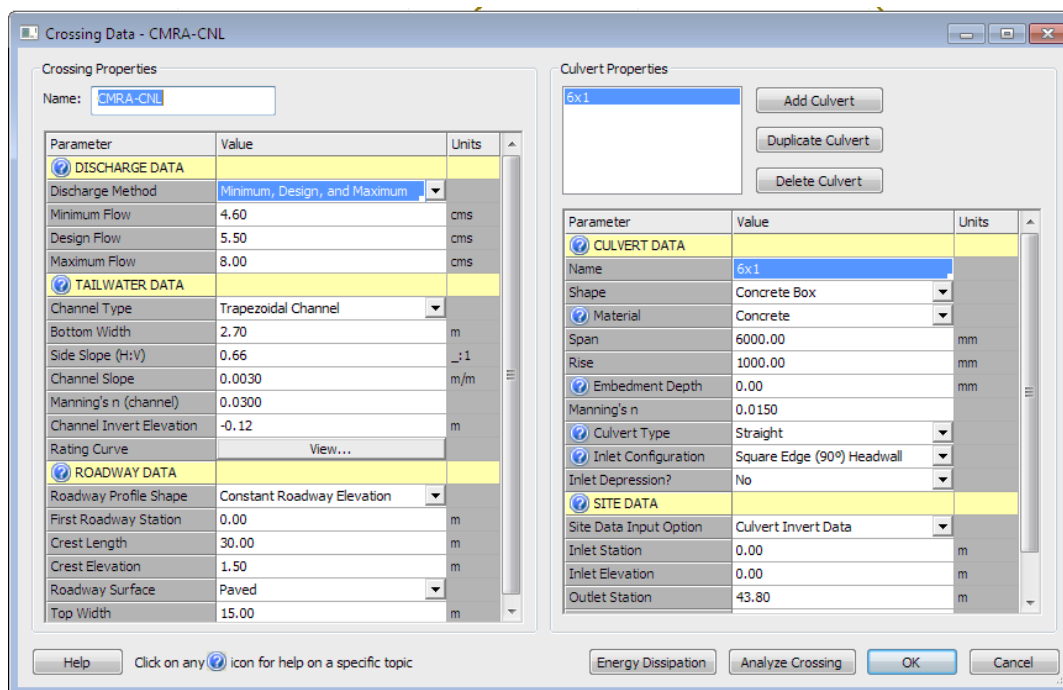 Crossing Data - CMRA-CNL
Crossing Properties
Name: CMRA-CNL
Parameter Value Units
DISCHARGE DATA
Discharge Method Minimum, Design, and Maximum
Minimum Flow 4.60 cms
Design Flow 5.50 cms
Maximum Flow 8.00 cms
TAILWATER DATA
Channel Type Trapezoidal Channel
Bottom Width 2.70 m
Side Slope (H:V) 0.66 _:1
Channel Slope 0.0030 m/m
Manning's n (channel) 0.0300
Channel Invert Elevation -0.12 m
Rating Curve View...
ROADWAY DATA
Roadway Profile Shape Constant Roadway Elevation
First Roadway Station 0.00 m
Crest Length 30.00 m
Crest Elevation 1.50 m
Roadway Surface Paved
Top Width 15.00 m
Culvert Properties
6x1
Add Culvert
Duplicate Culvert
Delete Culvert
Parameter Value Units
CULVERT DATA
Name 6x1
Shape Concrete Box
Material Concrete
Span 6000.00 mm
Rise 1000.00 mm
Embedment Depth 0.00 mm
Manning's n 0.0150
Culvert Type Straight
Inlet Configuration Square Edge (90º) Headwall
Inlet Depression? No
SITE DATA
Site Data Input Option Culvert Invert Data
Inlet Station 0.00 m
Inlet Elevation 0.00 m
Outlet Station 43.80 m
Help Click on any ? icon for help on a specific topic Energy Dissipation Analyze Crossing OK Cancel